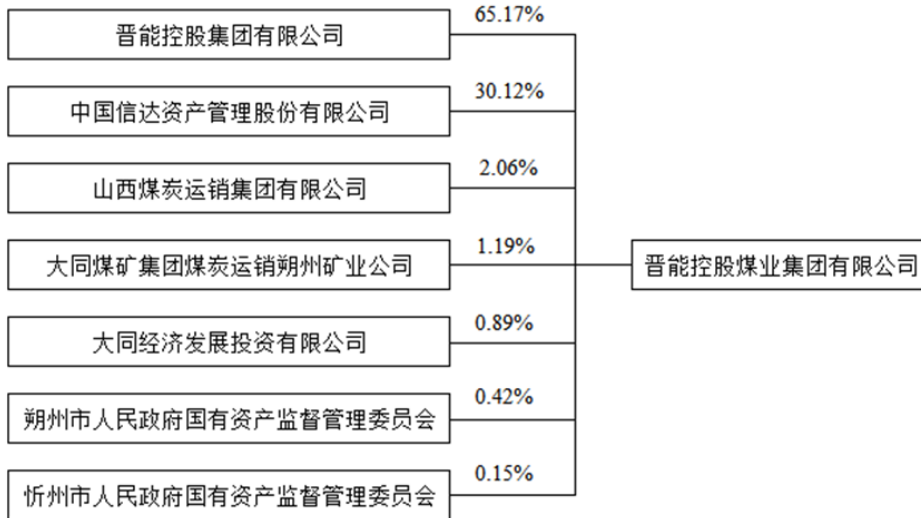 晋能控股集团有限公司
65.17%
中国信达资产管理股份有限公司
30.12%
山西煤炭运销集团有限公司
2.06%
大同煤矿集团煤炭运销朔州矿业公司
1.19%
晋能控股煤业集团有限公司
大同经济发展投资有限公司
0.89%
朔州市人民政府国有资产监督管理委员会
0.42%
忻州市人民政府国有资产监督管理委员会
0.15%